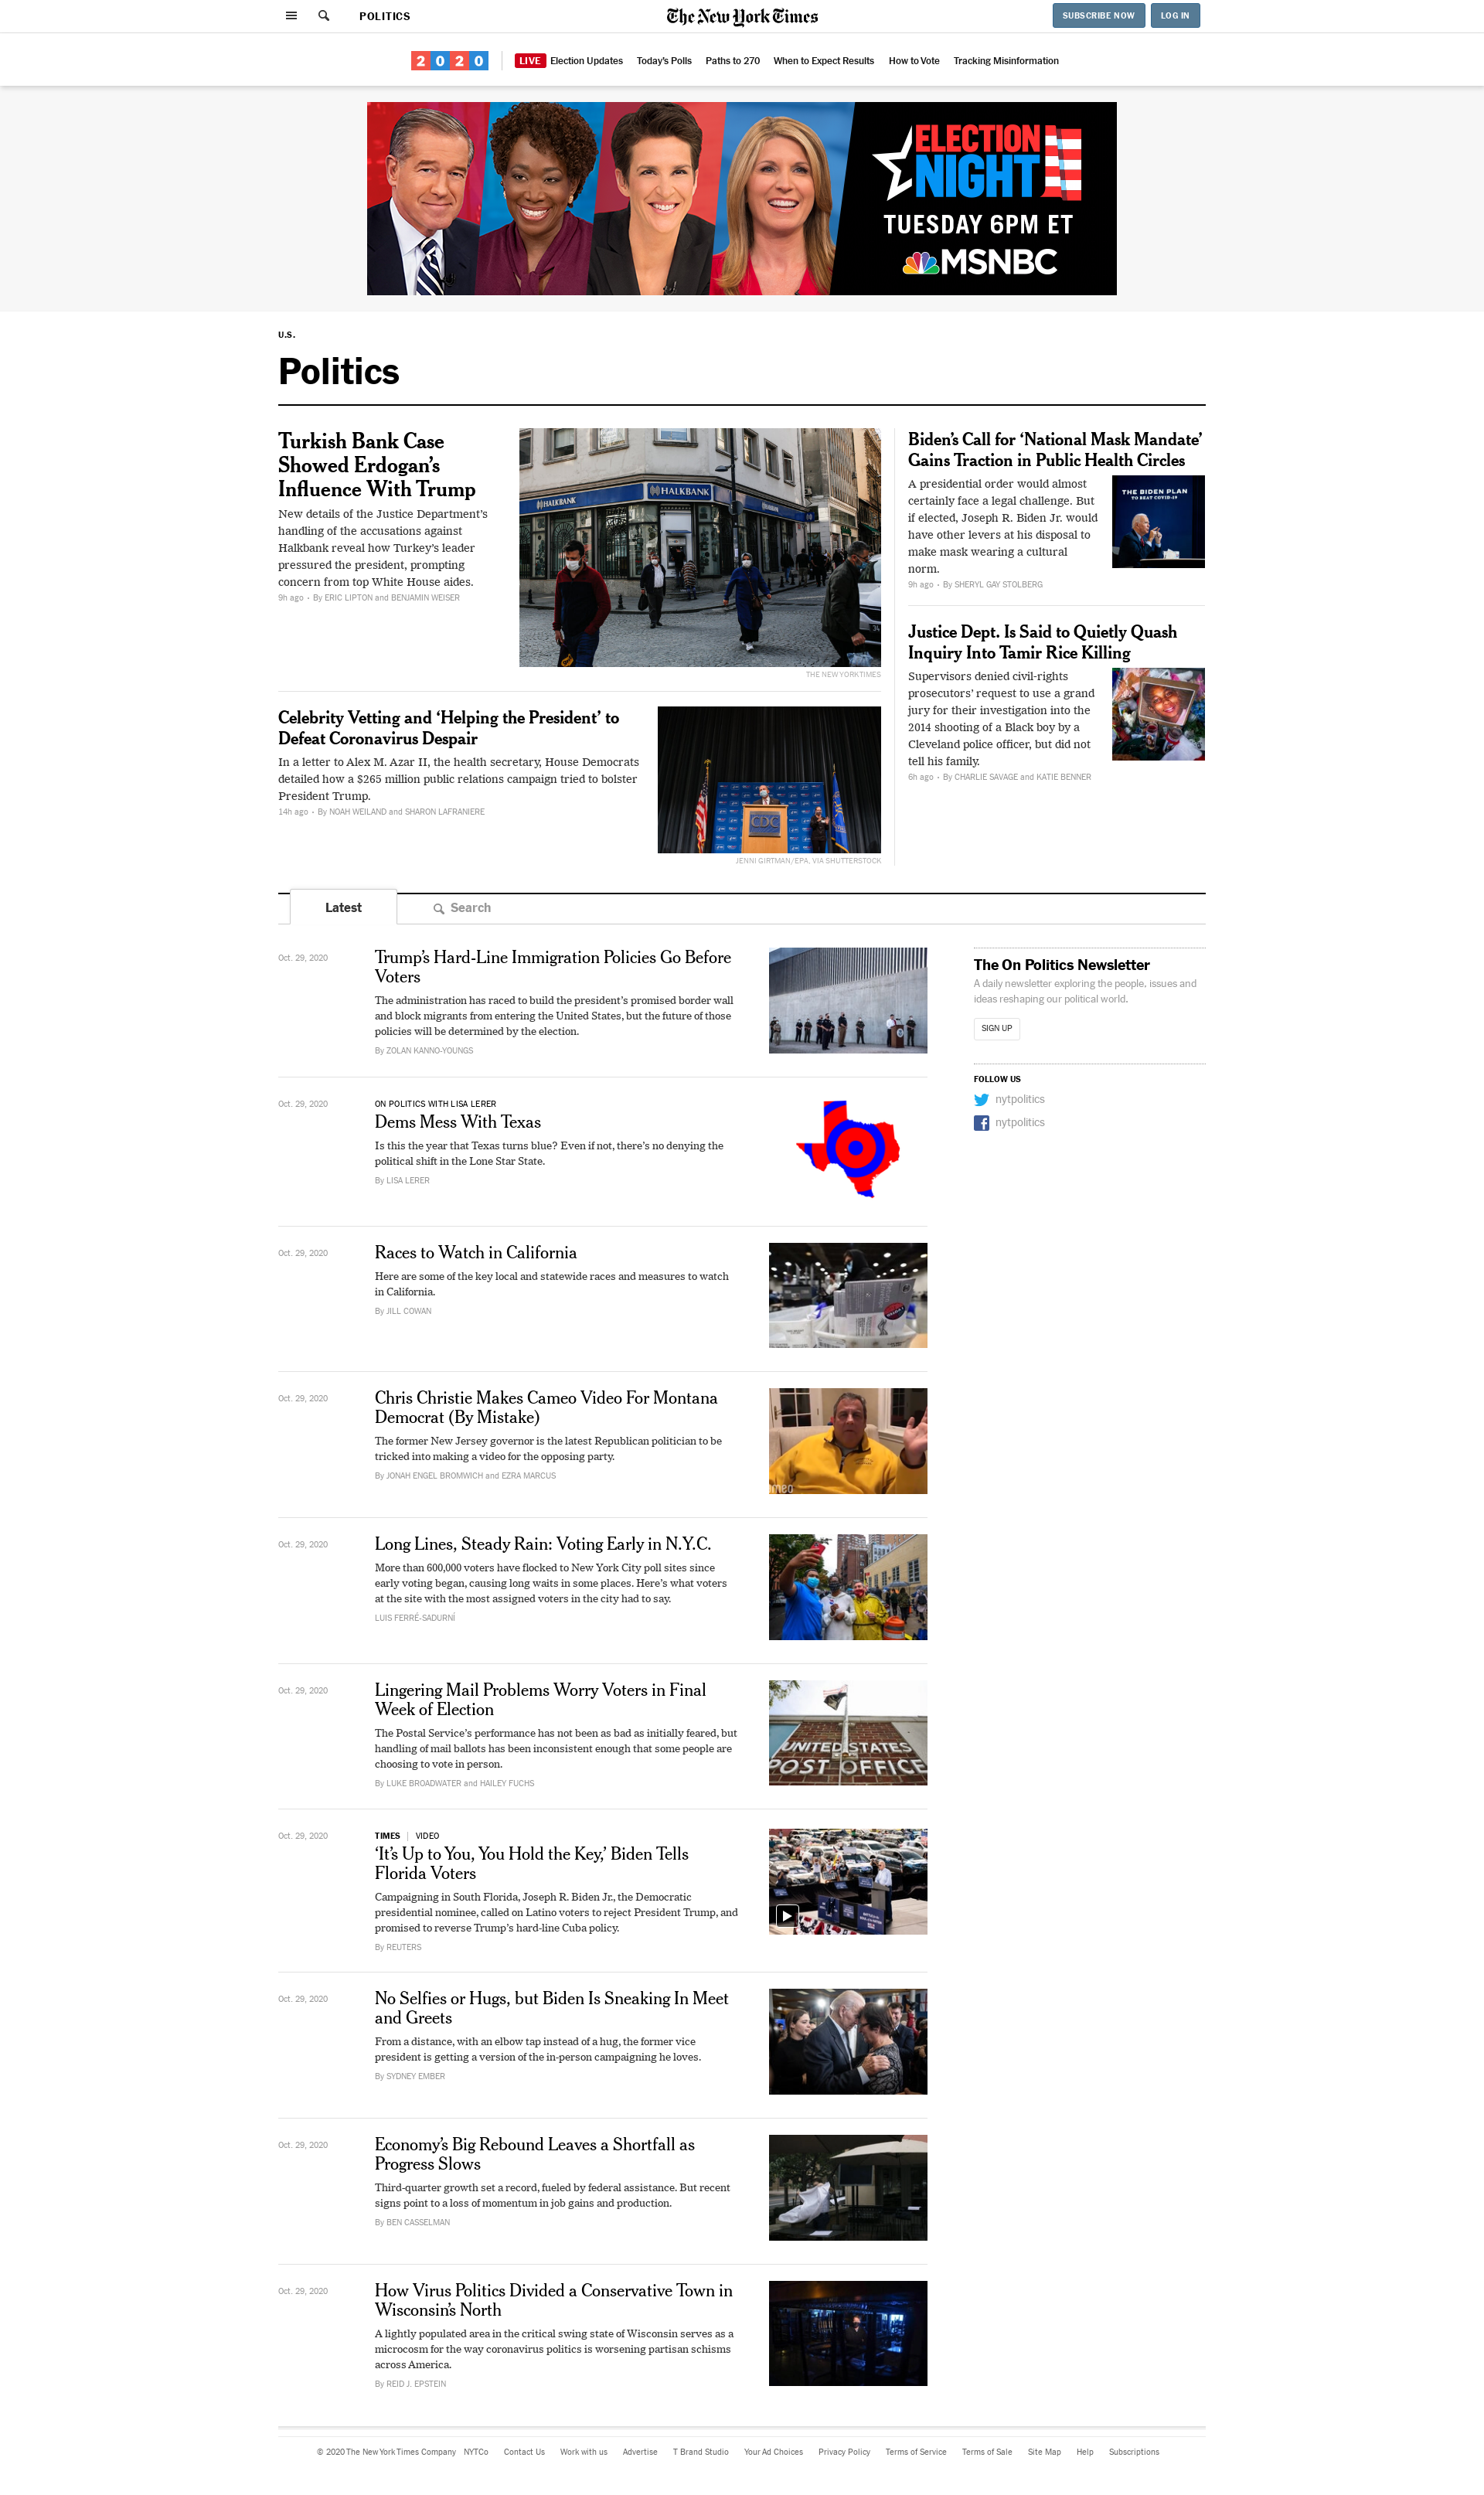 POLITICS
The New York Times
SUBSCRIBE NOW
LOG IN
2020
LIVE Election Updates
Today's Polls
Paths to 270
When to Expect Results
How to Vote
Tracking Misinformation
ELECTION
NIGHT
TUESDAY 6PM ET
MSNBC
U.S.
Politics
Turkish Bank Case
Showed Erdogan's
Influence With Trump
New details of the Justice Department's
handling of the accusations against
Halkbank reveal how Turkey's leader
pressured the president, prompting
concern from top White House aides.
9h ago • By ERIC LIPTON and BENJAMIN WEISER
HALKBANK
HALKBANK
THE NEW YORK TIMES
Celebrity Vetting and ‘Helping the President’ to
Defeat Coronavirus Despair
In a letter to Alex M. Azar II, the health secretary, House Democrats
detailed how a $265 million public relations campaign tried to bolster
President Trump.
14h ago • By NOAH WEILAND and SHARON LAFRANIERE
CDC
JENNI GIRTMAN/EPA, VIA SHUTTERSTOCK
Biden's Call for ‘National Mask Mandate’
Gains Traction in Public Health Circles
A presidential order would almost
certainly face a legal challenge. But
if elected, Joseph R. Biden Jr. would
have other levers at his disposal to
make mask wearing a cultural
norm.
9h ago • By SHERYL GAY STOLBERG
THE BIDEN PLAN
TO BEAT COVID-19
Justice Dept. Is Said to Quietly Quash
Inquiry Into Tamir Rice Killing
Supervisors denied civil-rights
prosecutors' request to use a grand
jury for their investigation into the
2014 shooting of a Black boy by a
Cleveland police officer, but did not
tell his family.
6h ago • By CHARLIE SAVAGE and KATIE BENNER
Latest
Search
Oct. 29, 2020
Trump's Hard-Line Immigration Policies Go Before
Voters
The administration has raced to build the president's promised border wall
and block migrants from entering the United States, but the future of those
policies will be determined by the election.
By ZOLAN KANNO-YOUNGS
The On Politics Newsletter
A daily newsletter exploring the people, issues and
ideas reshaping our political world.
SIGN UP
FOLLOW US
nytpolitics
nytpolitics
Oct. 29, 2020
ON POLITICS WITH LISA LERER
Dems Mess With Texas
Is this the year that Texas turns blue? Even if not, there's no denying the
political shift in the Lone Star State.
By LISA LERER
Oct. 29, 2020
Races to Watch in California
Here are some of the key local and statewide races and measures to watch
in California.
By JILL COWAN
Oct. 29, 2020
Chris Christie Makes Cameo Video For Montana
Democrat (By Mistake)
The former New Jersey governor is the latest Republican politician to be
tricked into making a video for the opposing party.
By JONAH ENGEL BROMWICH and EZRA MARCUS
Oct. 29, 2020
Long Lines, Steady Rain: Voting Early in N.Y.C.
More than 600,000 voters have flocked to New York City poll sites since
early voting began, causing long waits in some places. Here's what voters
at the site with the most assigned voters in the city had to say.
LUIS FERRÉ-SADURNÍ
Oct. 29, 2020
Lingering Mail Problems Worry Voters in Final
Week of Election
The Postal Service's performance has not been as bad as initially feared, but
handling of mail ballots has been inconsistent enough that some people are
choosing to vote in person.
By LUKE BROADWATER and HAILEY FUCHS
UNITED STATES
POST OFFICE
Oct. 29, 2020
TIMES | VIDEO
‘It's Up to You, You Hold the Key,’ Biden Tells
Florida Voters
Campaigning in South Florida, Joseph R. Biden Jr., the Democratic
presidential nominee, called on Latino voters to reject President Trump, and
promised to reverse Trump's hard-line Cuba policy.
By REUTERS
Oct. 29, 2020
No Selfies or Hugs, but Biden Is Sneaking In Meet
and Greets
From a distance, with an elbow tap instead of a hug, the former vice
president is getting a version of the in-person campaigning he loves.
By SYDNEY EMBER
Oct. 29, 2020
Economy's Big Rebound Leaves a Shortfall as
Progress Slows
Third-quarter growth set a record, fueled by federal assistance. But recent
signs point to a loss of momentum in job gains and production.
By BEN CASSELMAN
Oct. 29, 2020
How Virus Politics Divided a Conservative Town in
Wisconsin's North
A lightly populated area in the critical swing state of Wisconsin serves as a
microcosm for the way coronavirus politics is worsening partisan schisms
across America.
By REID J. EPSTEIN
© 2020 The New York Times Company
NYTCo
Contact Us
Work with us
Advertise
T Brand Studio
Your Ad Choices
Privacy Policy
Terms of Service
Terms of Sale
Site Map
Help
Subscriptions